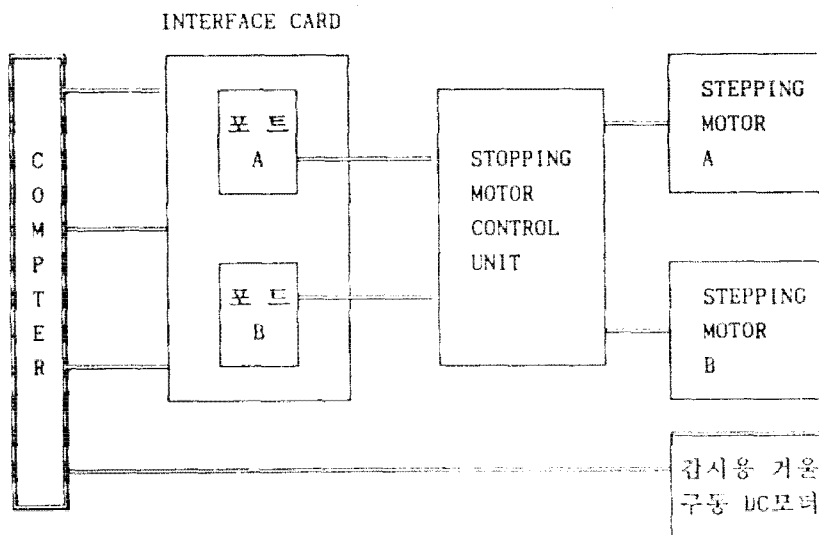 INTERFACE CARD
COMPTER
포트
A
포트
B
STOPPING
MOTOR
CONTROL
UNIT
STEPPING
MOTOR
A
STEPPING
MOTOR
B
감시용 거울
구동 DC모터